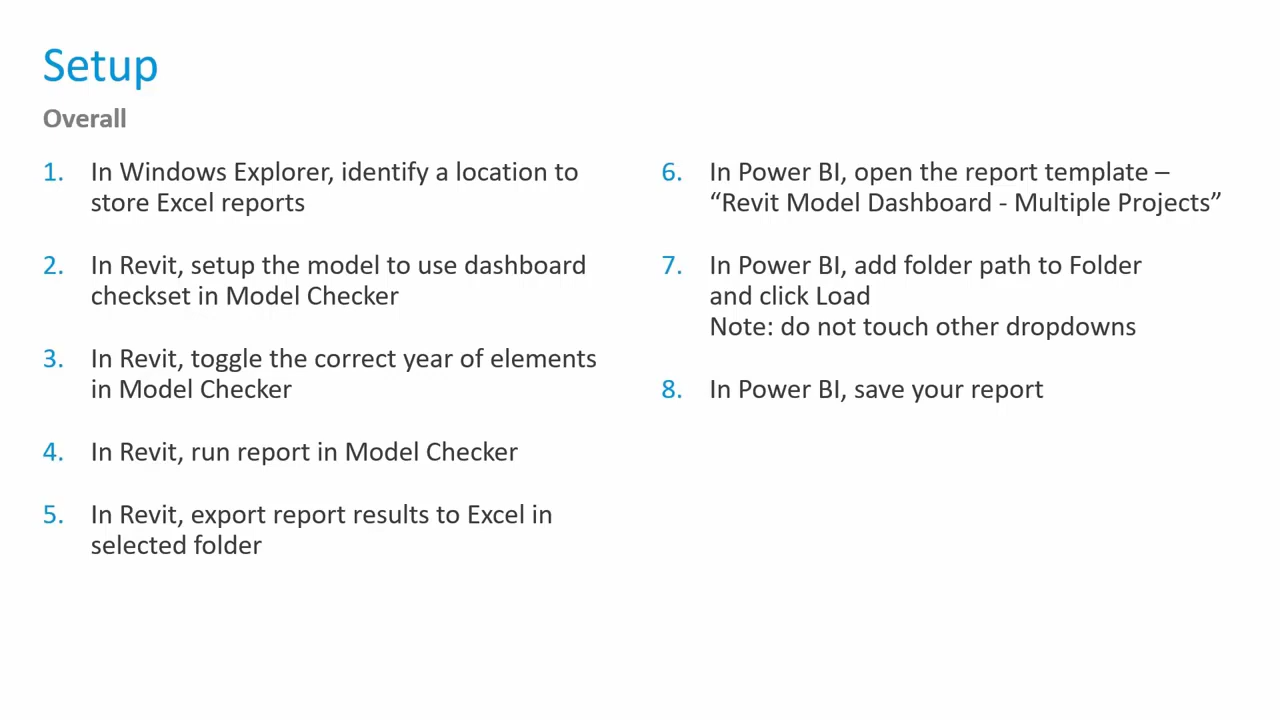 Setup
Overall
1. In Windows Explorer, identify a location to
store Excel reports
2. In Revit, setup the model to use dashboard
checkset in Model Checker
3. In Revit, toggle the correct year of elements
in Model Checker
4. In Revit, run report in Model Checker
5. In Revit, export report results to Excel in
selected folder
6. In Power BI, open the report template –
“Revit Model Dashboard - Multiple Projects”
7. In Power BI, add folder path to Folder
and click Load
Note: do not touch other dropdowns
8. In Power BI, save your report